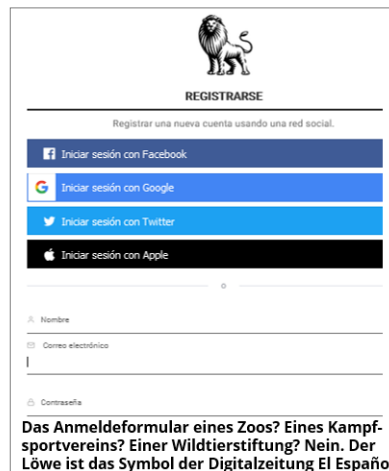 REGISTRARSE
Registrar una nueva cuenta usando una red social.
Iniciar sesión con Facebook
Iniciar sesión con Google
Iniciar sesión con Twitter
Iniciar sesión con Apple
o
Nombre
Correo electrónico
Contraseña
Das Anmeldeformular eines Zoos? Eines Kampf-
sportvereins? Einer Wildtierstiftung? Nein. Der
Löwe ist das Symbol der Digitalzeitung El Españo